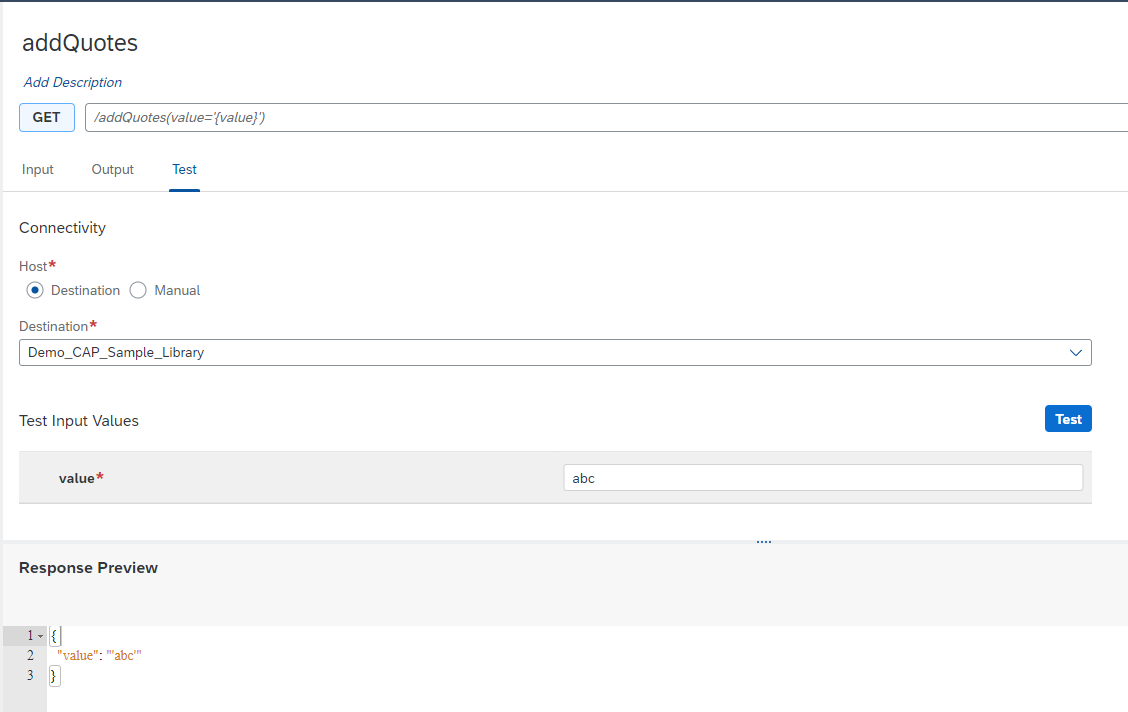 addQuotes
Add Description
GET /addQuotes(value='{value}')
Input Output Test
Connectivity
Host*
Destination Manual
Destination*
Demo_CAP_Sample_Library
Test Input Values Test
value* abc
Response Preview
1 {
2 "value": "'abc'"
3 }